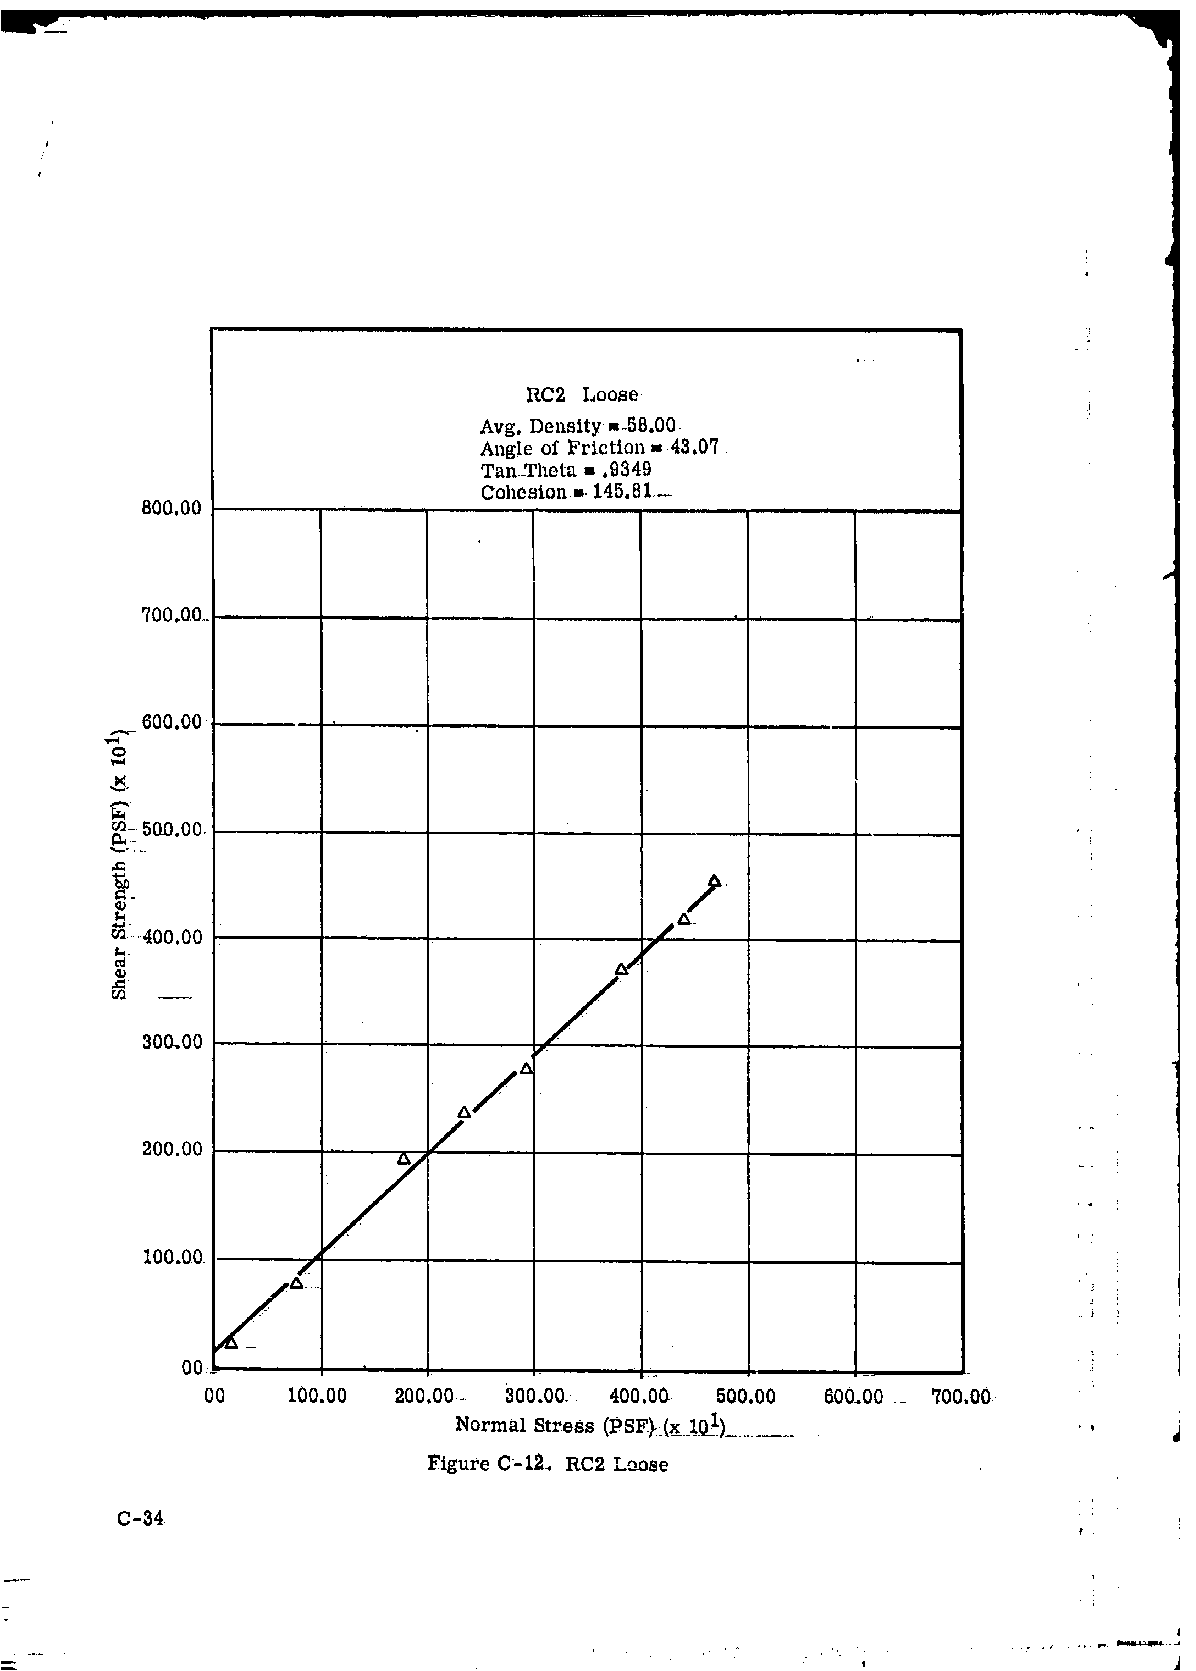 RC2 Loose
Avg. Density = 58.00
Angle of Friction = 43.07
Tan Theta = .9349
Cohesion = 145.81
800.00
700.00
600.00
500.00
400.00
300.00
200.00
100.00
00
Shear Strength (PSF) (x 10¹)
00 100.00 200.00 300.00 400.00 500.00 600.00 700.00
Normal Stress (PSF) (x 10¹)
Figure C-12. RC2 Loose
C-34